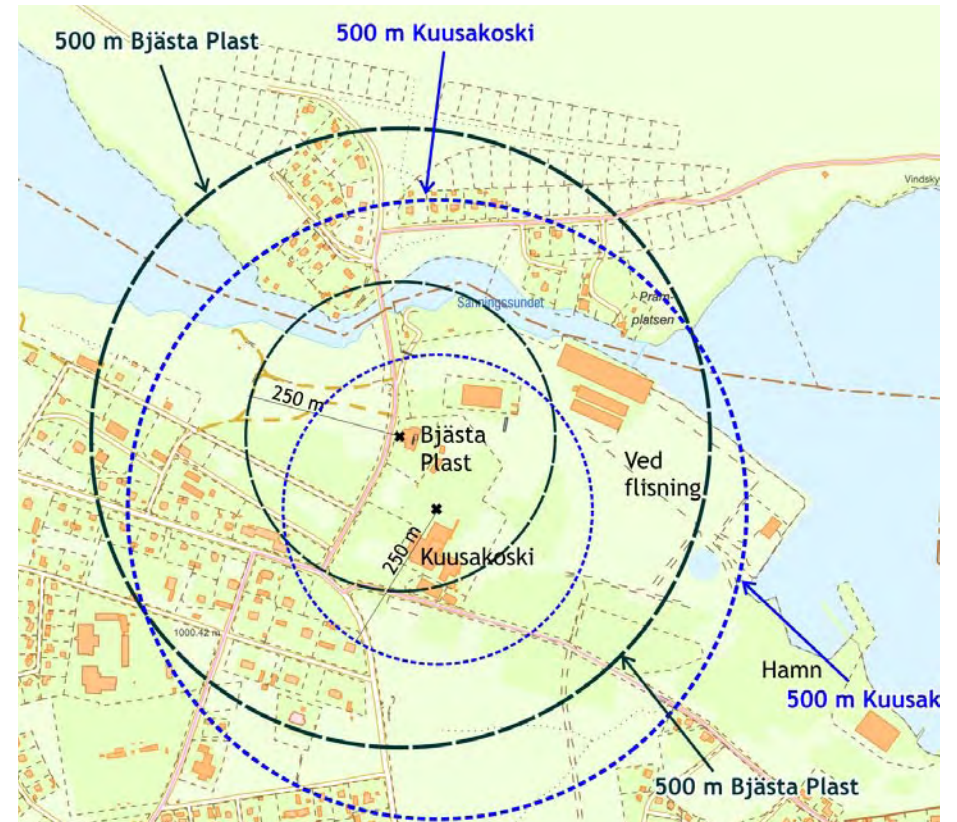 500 m Kuusakoski
500 m Bjästa Plast
Vindsky
Sänningssundet
Pram-
platsen
250 m
Bjästa
Plast
Ved
flisning
250 m
Kuusakoski
1000.42 m
Hamn
500 m Kuusak
500 m Bjästa Plast